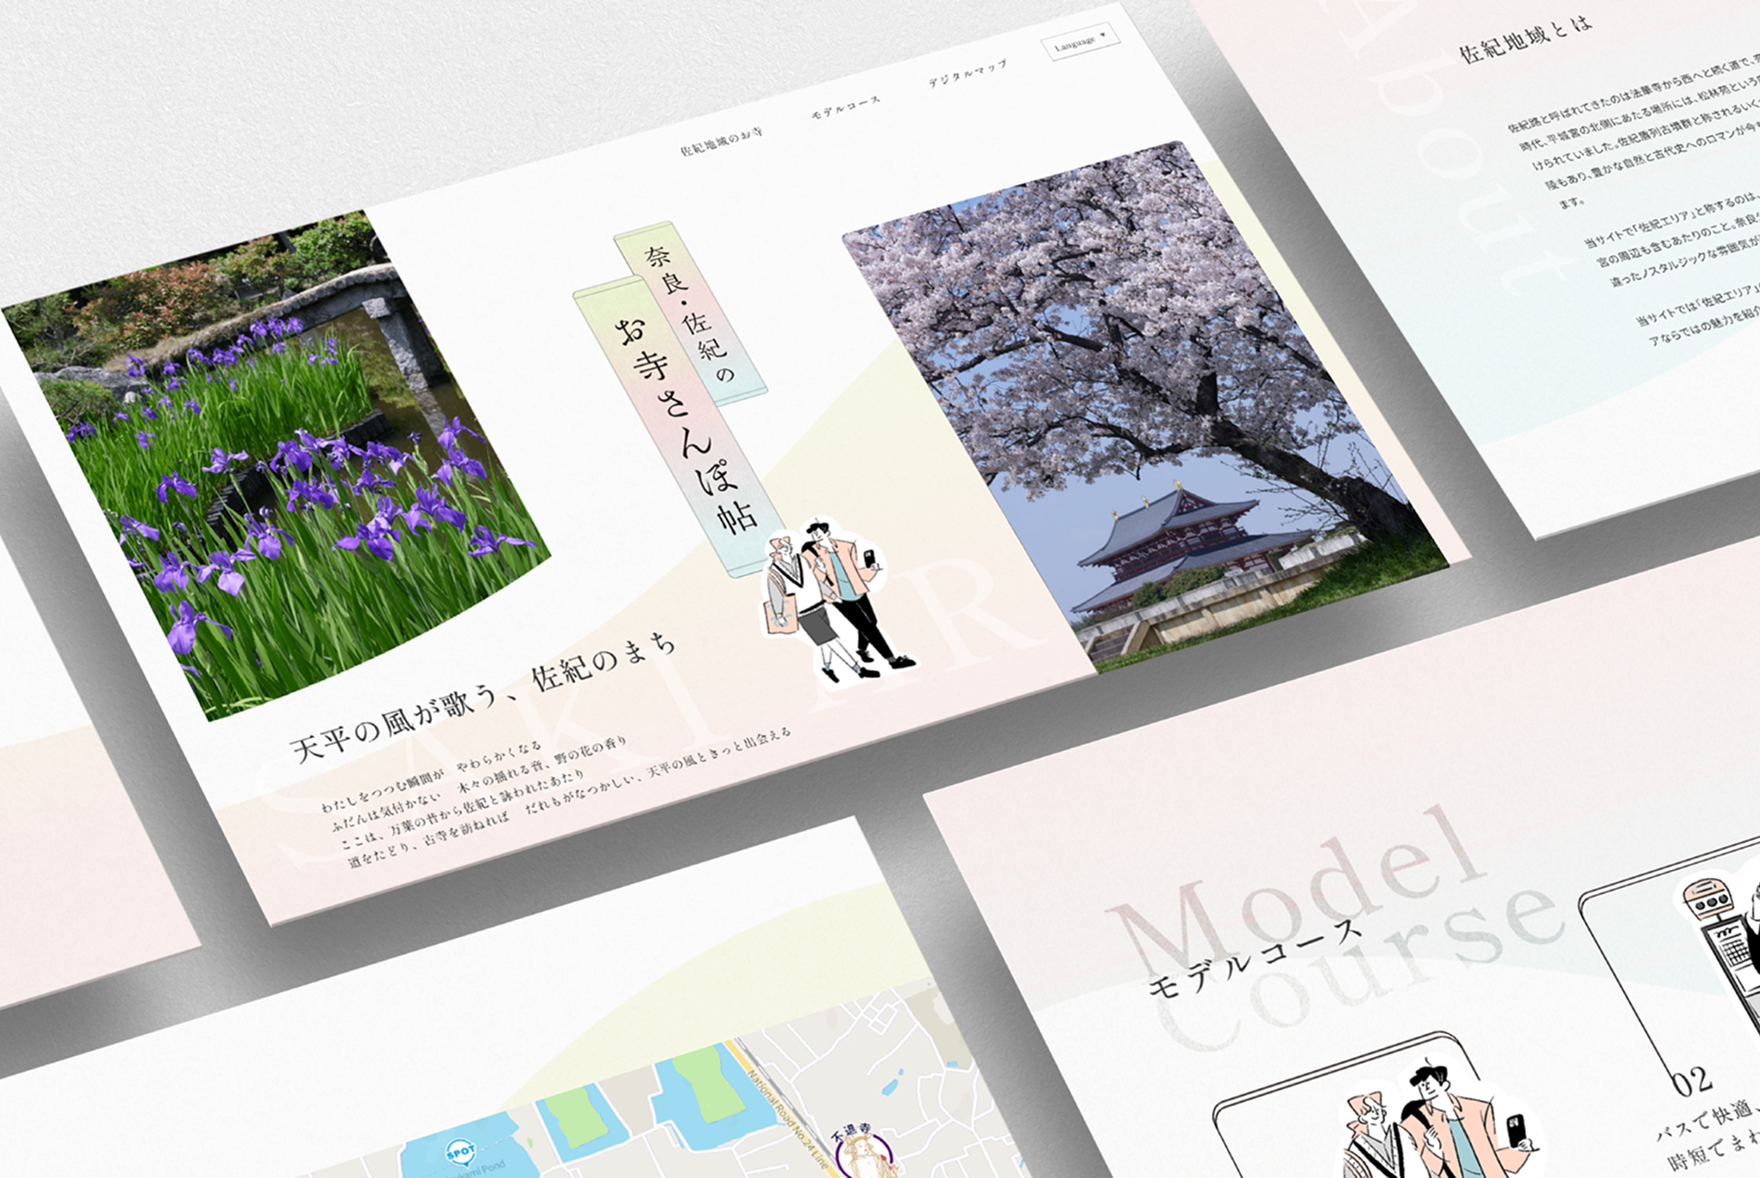 佐紀地域のお寺
モデルコース
デジタルマップ
Language
奈良・佐紀の
お寺さんぽ帖
天平の風が歌う、佐紀のまち
わたしをつつむ瞬間が やわらかくなる
ふだんは気付かない 木々の揺れる音、野の花の香り
ここは、万葉の昔から佐紀と詠われたあたり
道をたどり、古寺を訪ねれば だれもがなつかしい、天平の風ときっと出会える
SAKI AR
About
佐紀地域とは
佐紀路と呼ばれてきたのは法華寺から西へと続く道で、
時代、平城宮の北側にあたる場所には、松林苑という
けられていました。佐紀盾列古墳群と称されるいく
陵もあり、豊かな自然と古代史へのロマンが今も
ます。
当サイトで「佐紀エリア」と称するのは、
宮の周辺も含むあたりのこと。奈良
違ったノスタルジックな雰囲気が
当サイトでは「佐紀エリア」
アならではの魅力を紹介
Model
Course
モデルコース
02
バスで快適、
時短でまわ
SPOT
kami Pond
National Road No. 24 Line
不退寺